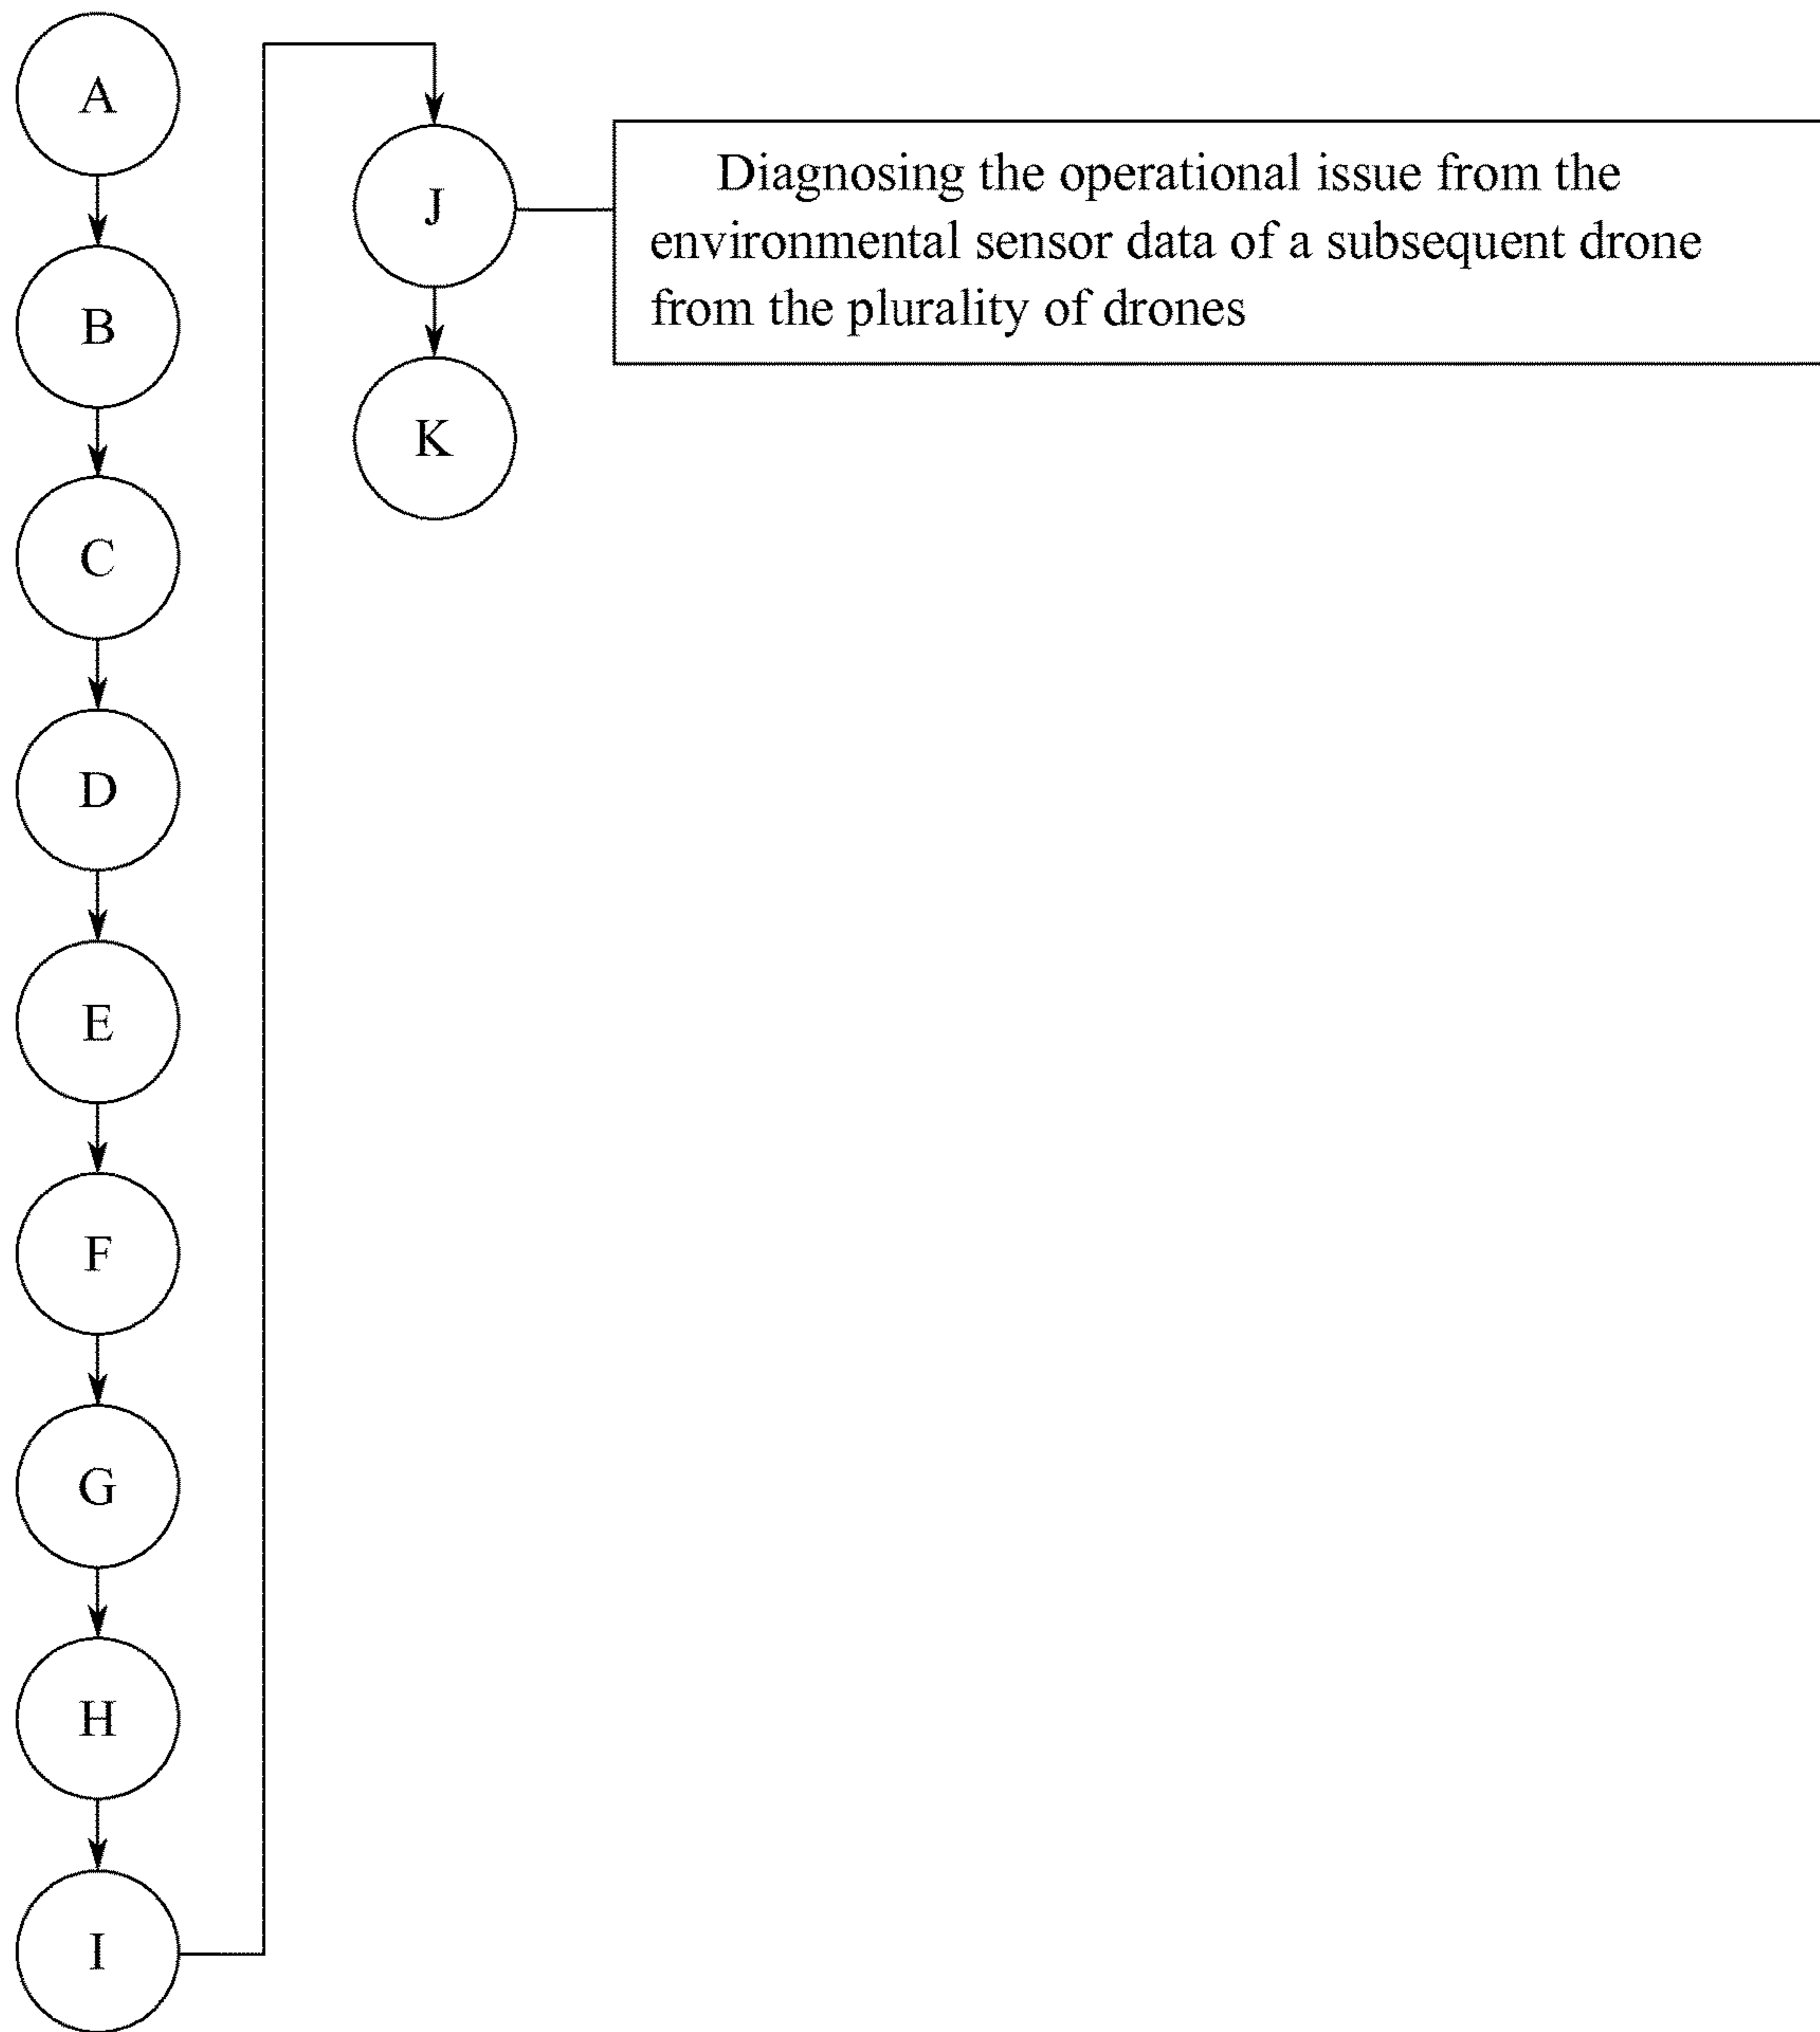 A
B
C
D
E
F
G
H
I
J
Diagnosing the operational issue from the
environmental sensor data of a subsequent drone
from the plurality of drones
K